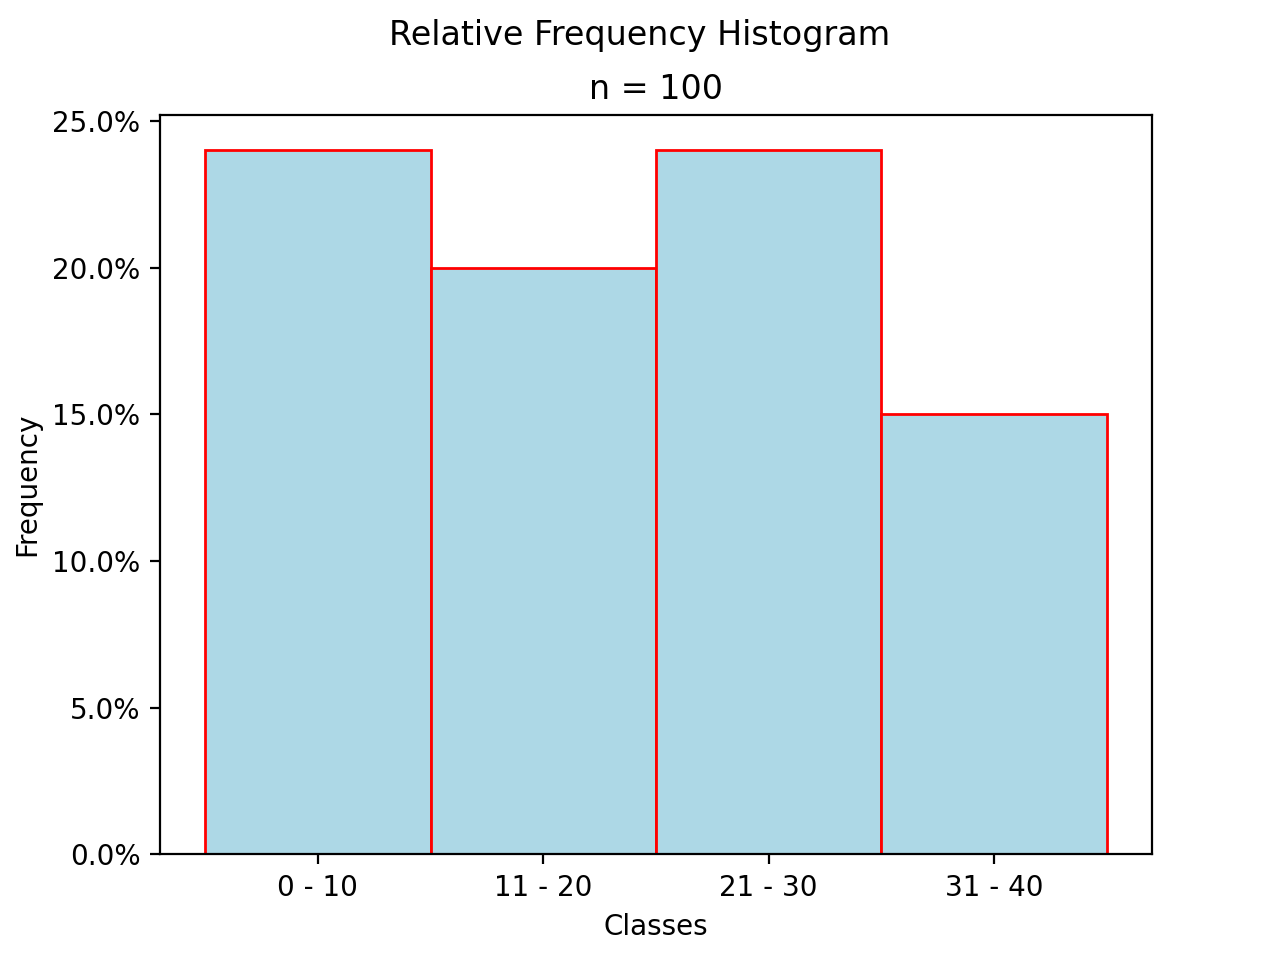 Relative Frequency Histogram
n = 100
25.0%
20.0%
15.0%
10.0%
5.0%
0.0%
Frequency
0 - 10
11 - 20
21 - 30
31 - 40
Classes